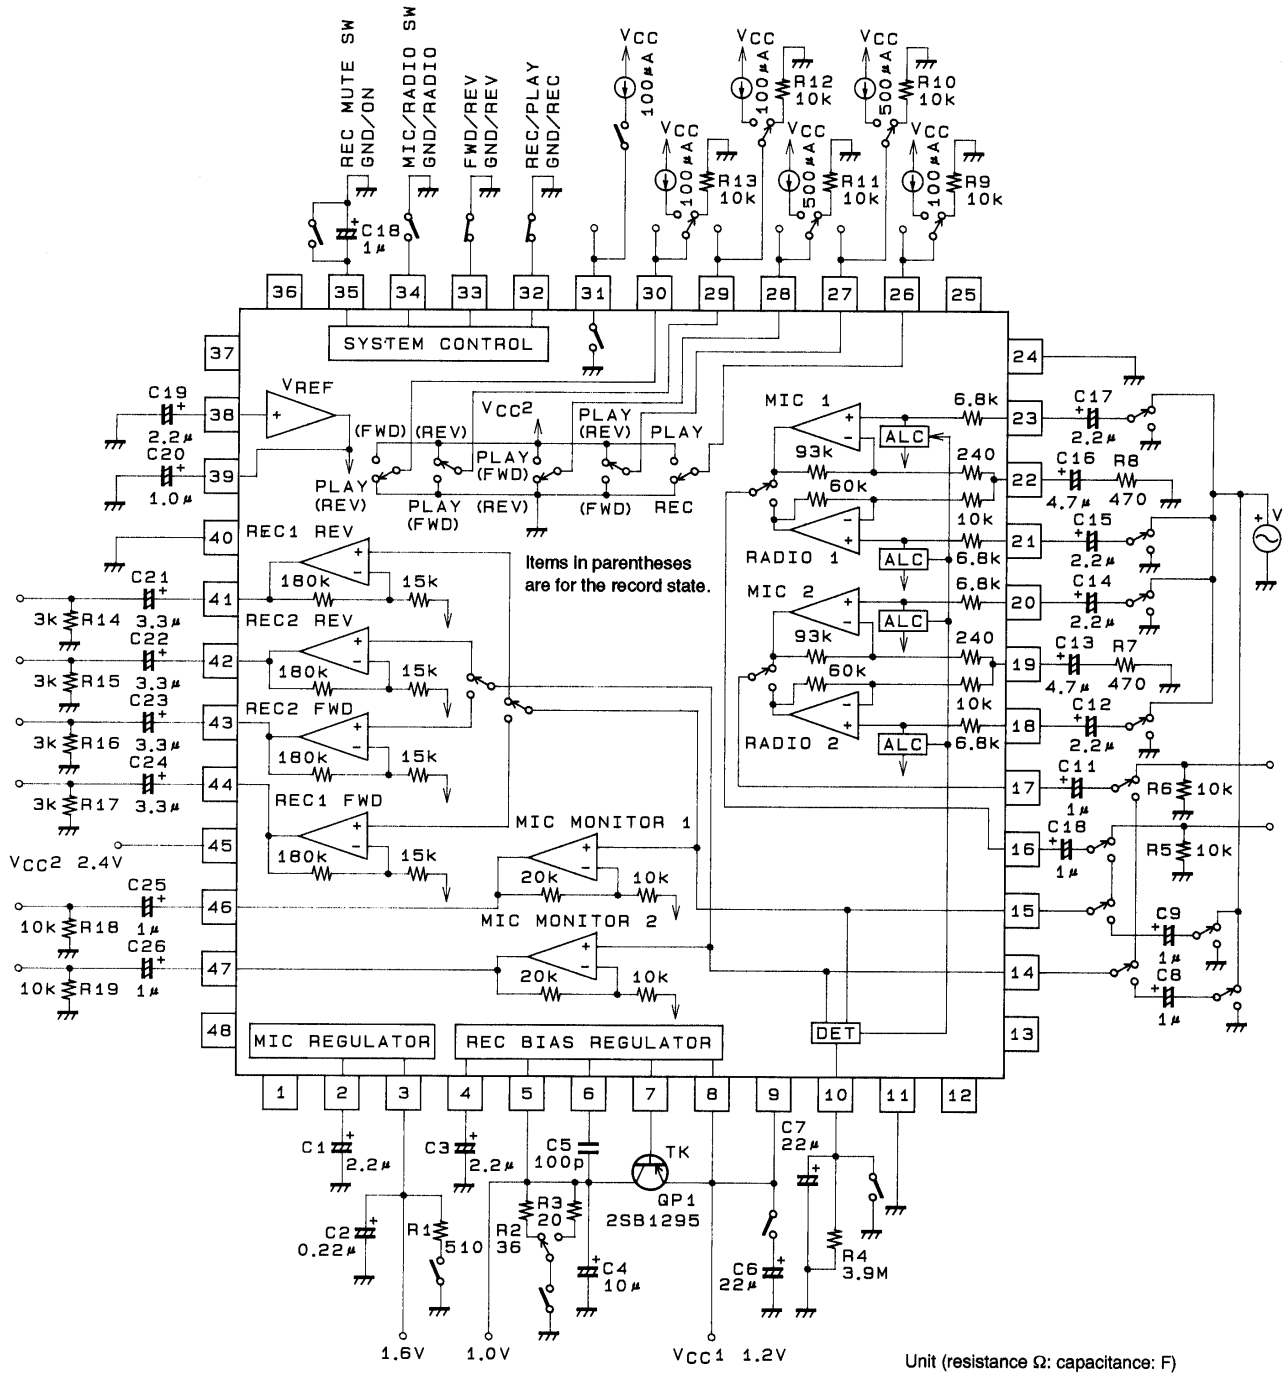 REC MUTE SW
GND/ON
MIC/RADIO SW
GND/RADIO
FWD/REV
GND/REV
REC/PLAY
GND/REC
VCC
100μA
VCC
100μA
R12
10k
VCC
500μA
R10
10k
VCC
100μA
R13
10k
VCC
500μA
R11
10k
VCC
100μA
R9
10k
C18
1μ
36
35
34
33
32
31
30
29
28
27
26
25
SYSTEM CONTROL
37
38
39
40
41
42
43
44
45
46
47
48
C19
2.2μ
C20
1.0μ
VREF
VCC2
(FWD)
(REV)
PLAY
(REV)
PLAY
PLAY
(REV)
PLAY
(FWD)
PLAY
(FWD)
(REV)
(FWD)
REC
Items in parentheses
are for the record state.
REC1 REV
180k
15k
REC2 REV
180k
15k
REC2 FWD
180k
15k
REC1 FWD
180k
15k
C21
3.3μ
3k
R14
C22
3.3μ
3k
R15
C23
3.3μ
3k
R16
C24
3.3μ
3k
R17
VCC2 2.4V
C25
1μ
10k
R18
C26
1μ
10k
R19
MIC MONITOR 1
20k
10k
MIC MONITOR 2
20k
10k
MIC 1
6.8k
ALC
93k
240
60k
10k
RADIO 1
ALC
6.8k
MIC 2
6.8k
ALC
93k
240
60k
10k
RADIO 2
ALC
6.8k
24
23
22
21
20
19
18
17
16
15
14
13
C17
2.2μ
C16
4.7μ
R8
470
C15
2.2μ
C14
2.2μ
C13
4.7μ
R7
470
C12
2.2μ
C11
1μ
R6
10k
C18
1μ
R5
10k
C9
1μ
C8
1μ
V
MIC REGULATOR
REC BIAS REGULATOR
DET
1
2
3
4
5
6
7
8
9
10
11
12
C1
2.2μ
C2
0.22μ
R1
510
C3
2.2μ
C5
100p
R2
36
R3
20
C4
10μ
TK
QP1
2SB1295
C6
22μ
C7
22μ
R4
3.9M
1.6V
1.0V
VCC1 1.2V
Unit (resistance Ω: capacitance: F)